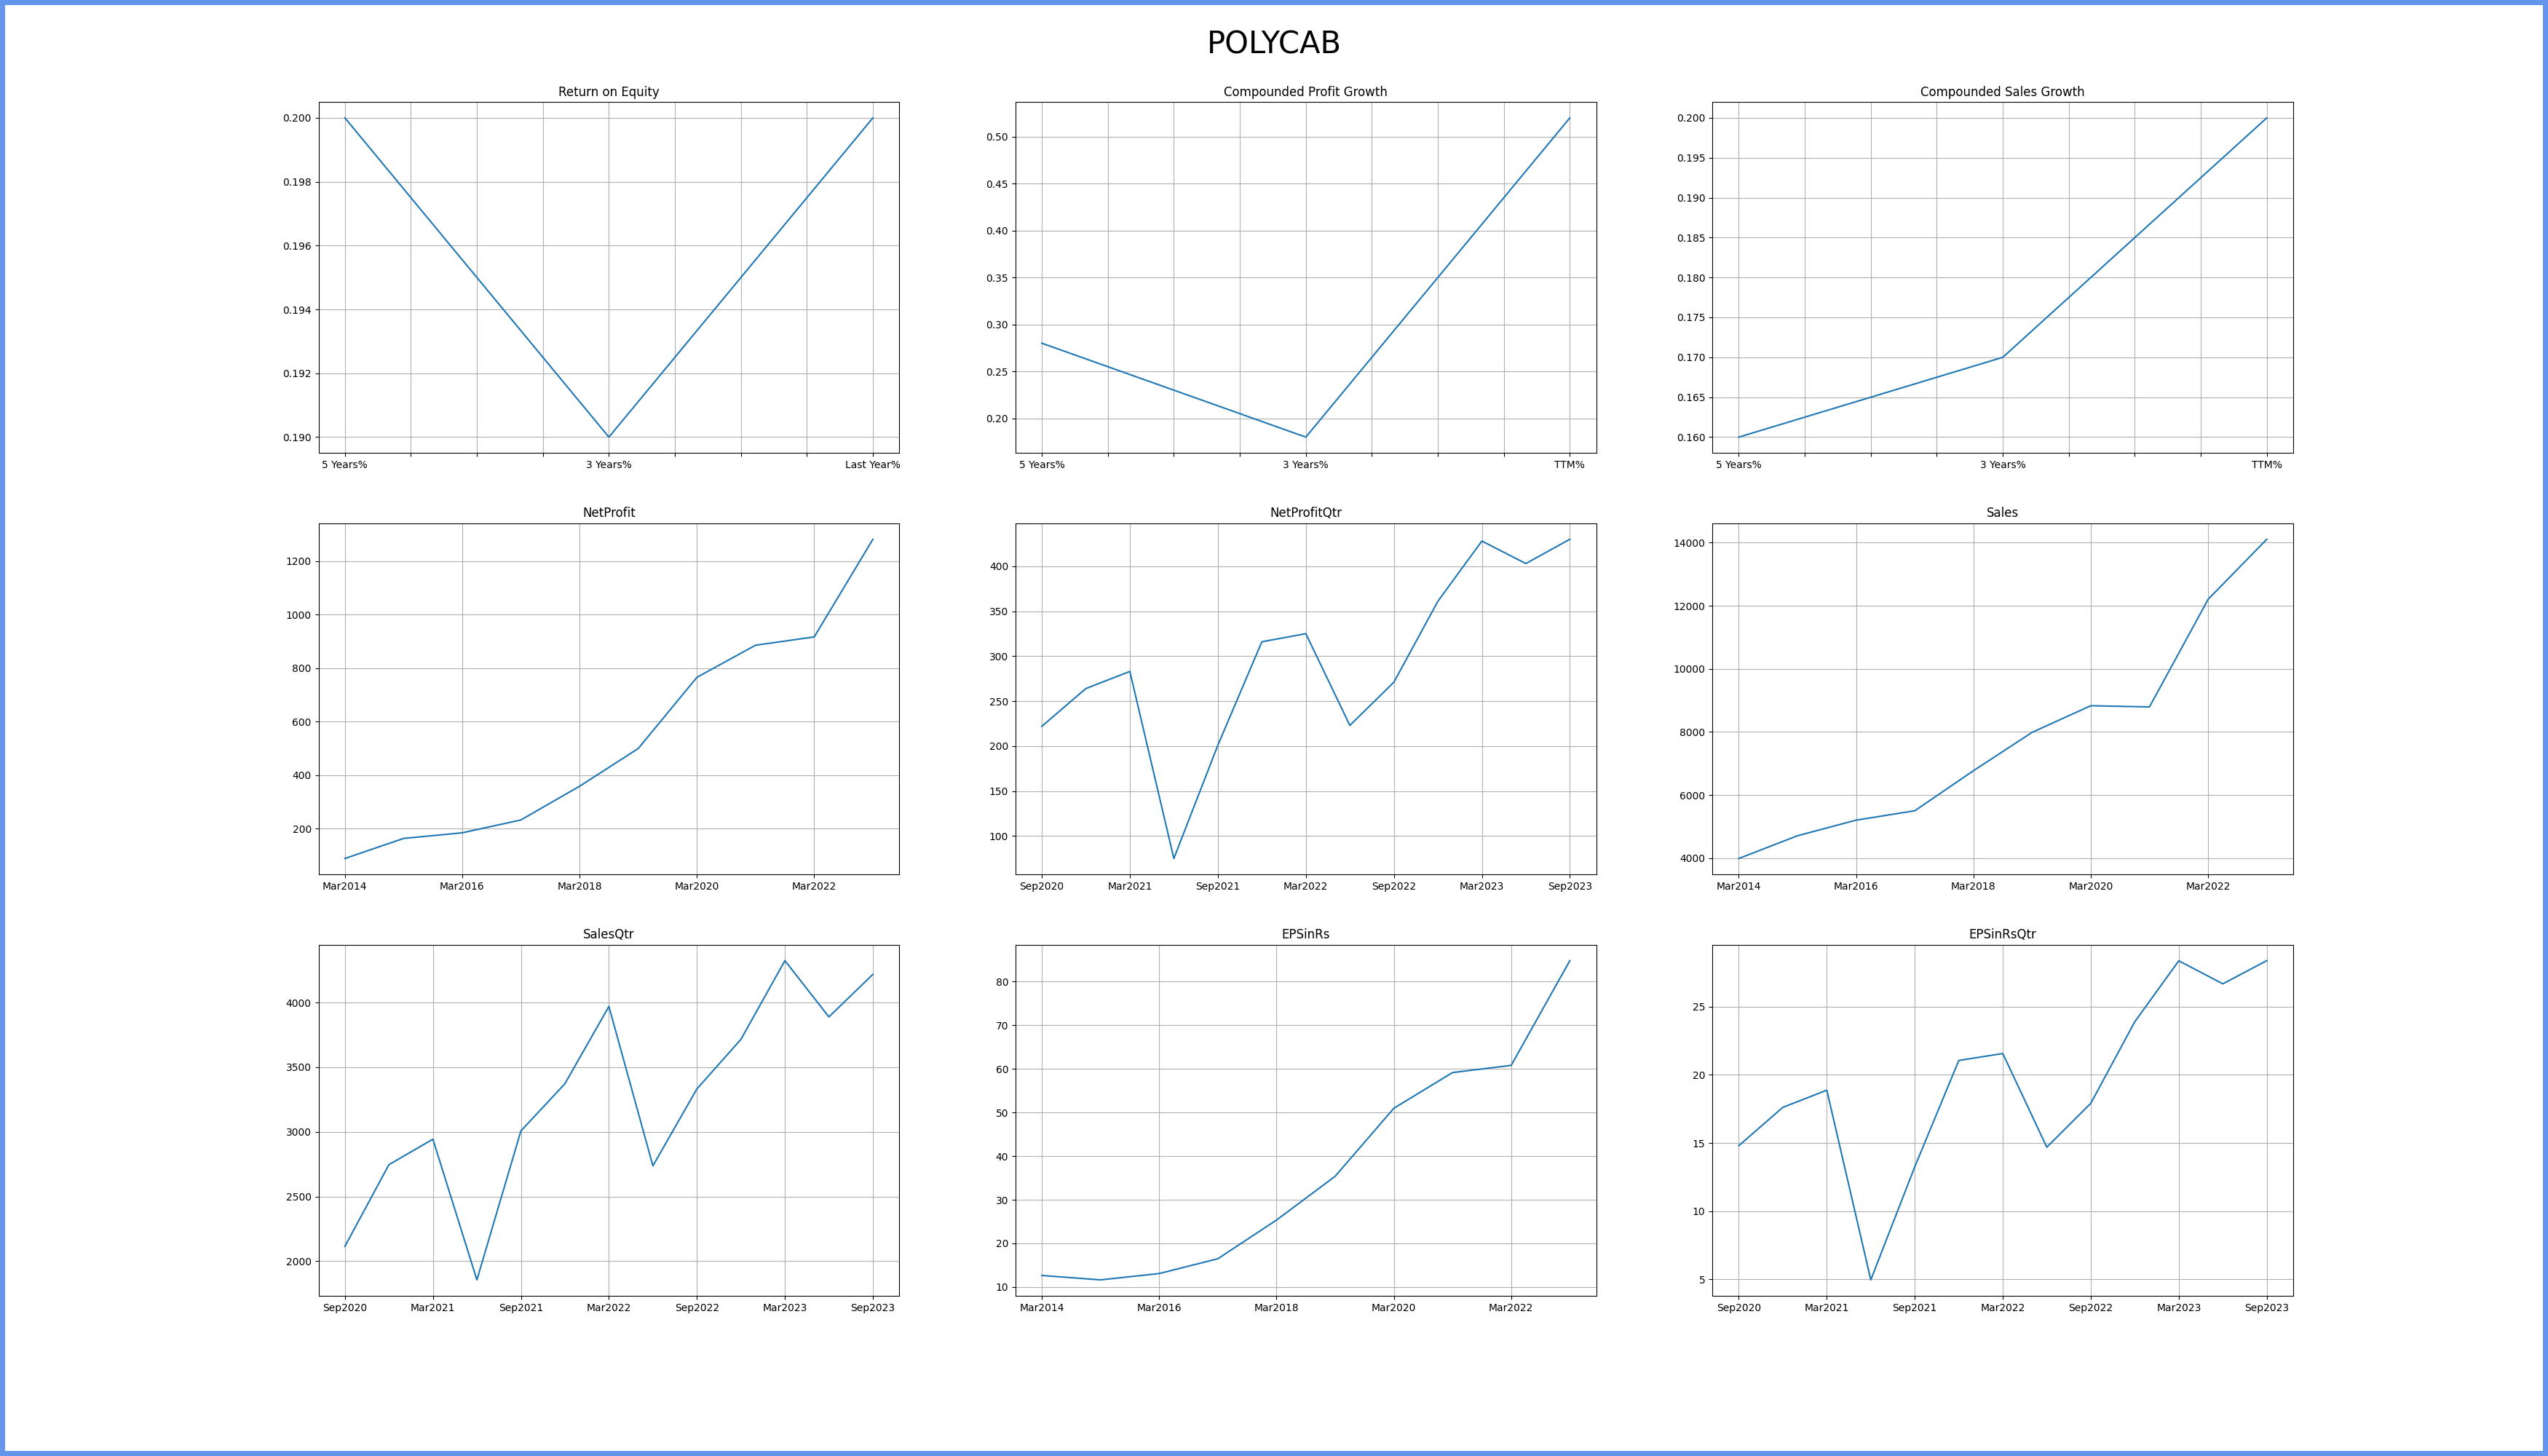 POLYCAB
Return on Equity
0.200
0.198
0.196
0.194
0.192
0.190
5 Years%
3 Years%
Last Year%
Compounded Profit Growth
0.50
0.45
0.40
0.35
0.30
0.25
0.20
5 Years%
3 Years%
TTM%
Compounded Sales Growth
0.200
0.195
0.190
0.185
0.180
0.175
0.170
0.165
0.160
5 Years%
3 Years%
TTM%
NetProfit
1200
1000
800
600
400
200
Mar2014
Mar2016
Mar2018
Mar2020
Mar2022
NetProfitQtr
400
350
300
250
200
150
100
Sep2020
Mar2021
Sep2021
Mar2022
Sep2022
Mar2023
Sep2023
Sales
14000
12000
10000
8000
6000
4000
Mar2014
Mar2016
Mar2018
Mar2020
Mar2022
SalesQtr
4000
3500
3000
2500
2000
Sep2020
Mar2021
Sep2021
Mar2022
Sep2022
Mar2023
Sep2023
EPSinRs
80
70
60
50
40
30
20
10
Mar2014
Mar2016
Mar2018
Mar2020
Mar2022
EPSinRsQtr
25
20
15
10
5
Sep2020
Mar2021
Sep2021
Mar2022
Sep2022
Mar2023
Sep2023